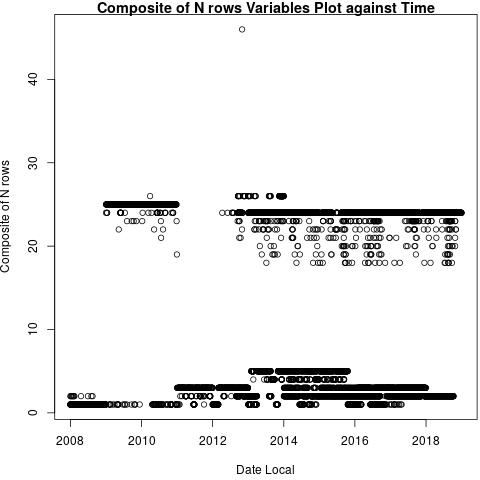 Composite of N rows Variables Plot against Time
40
30
20
10
0
Composite of N rows
2008 2010 2012 2014 2016 2018
Date Local